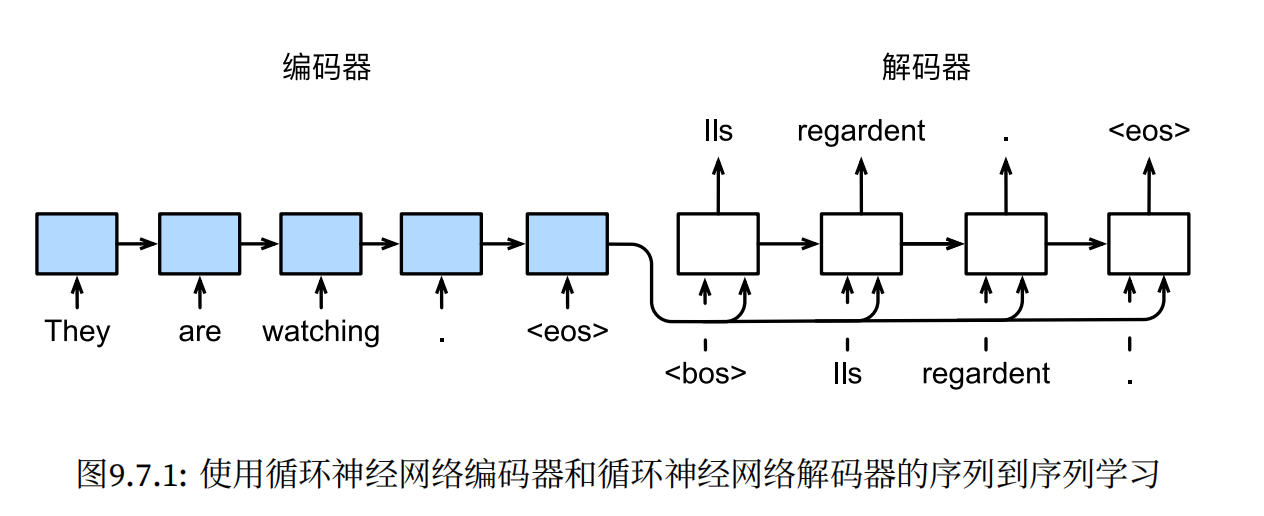 编码器 解码器
Ils regardent . <eos>
They are watching . <eos>
<bos> Ils regardent .
图9.7.1: 使用循环神经网络编码器和循环神经网络解码器的序列到序列学习